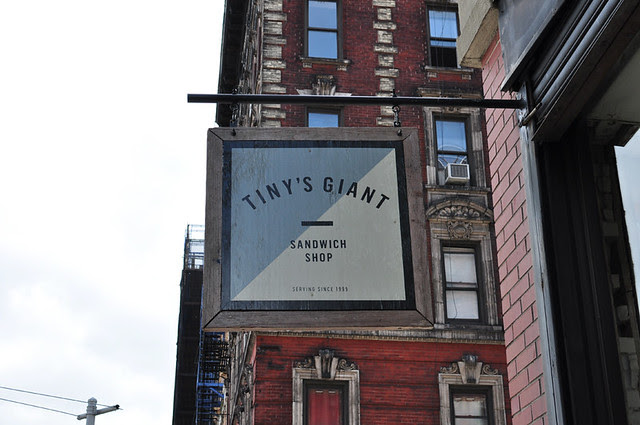 TINY'S GIANT
SANDWICH
SHOP
SERVING SINCE 1999